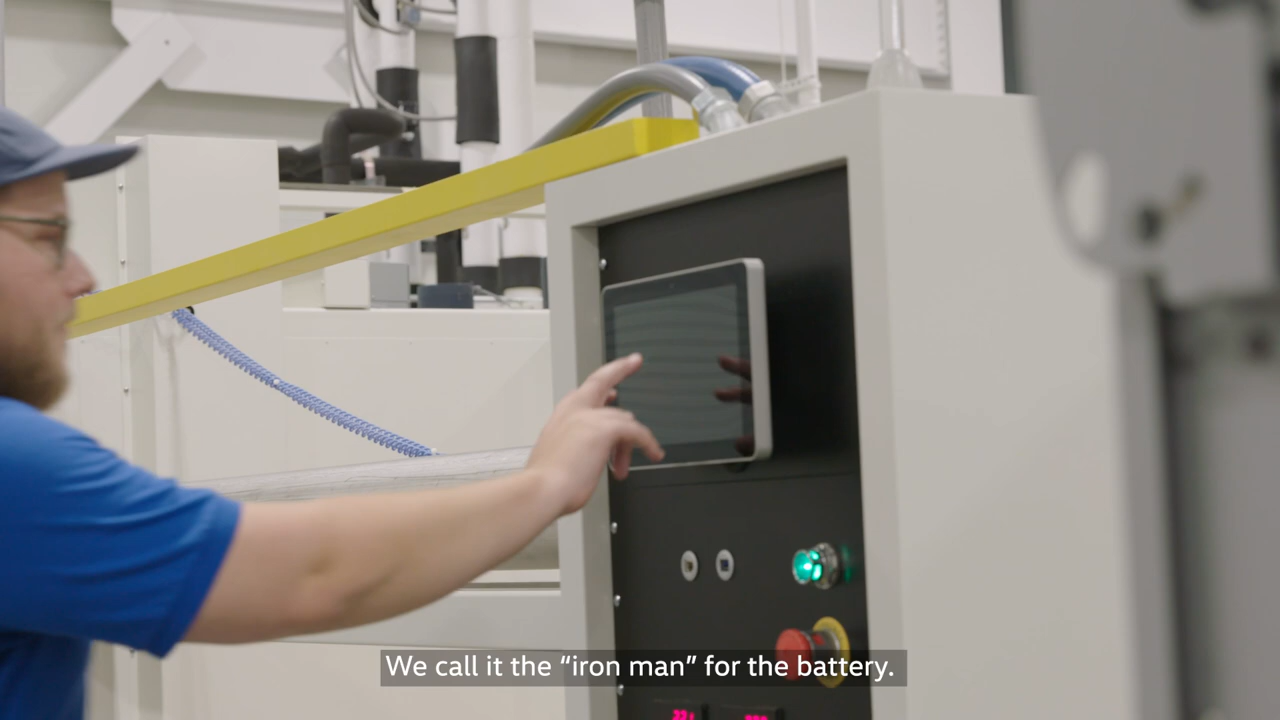 We call it the “iron man” for the battery.